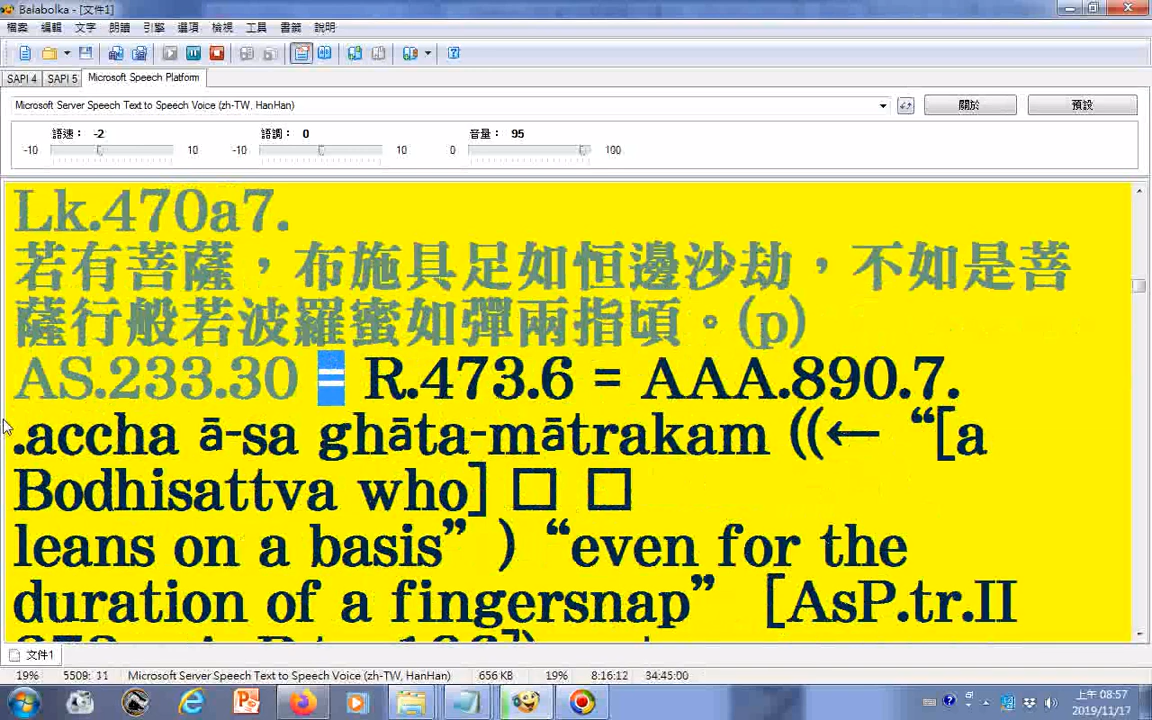 Balabolka - [文件1]
檔案 編輯 文字 朗讀 引擎 選項 檢視 工具 書籤 說明
SAPI 4 SAPI 5 Microsoft Speech Platform
Microsoft Server Speech Text to Speech Voice (zh-TW, HanHan) 關於 預設
語速： -2 語調： 0 音量： 95
-10 10 -10 10 0 100
Lk.470a7.
若有菩薩，布施具足如恒邊沙劫，不如是菩
薩行般若波羅蜜如彈兩指頃。(p)
AS.233.30 = R.473.6 = AAA.890.7.
.accha ā-sa ghāta-mātrakam ((← “[a
Bodhisattva who] □ □
leans on a basis” ) “even for the
duration of a fingersnap” [AsP.tr.II
文件1
19% 5509: 11 Microsoft Server Speech Text to Speech Voice (zh-TW, HanHan) 656 KB 19% 8:16:12 34:45:00
上午 08:57
2019/11/17